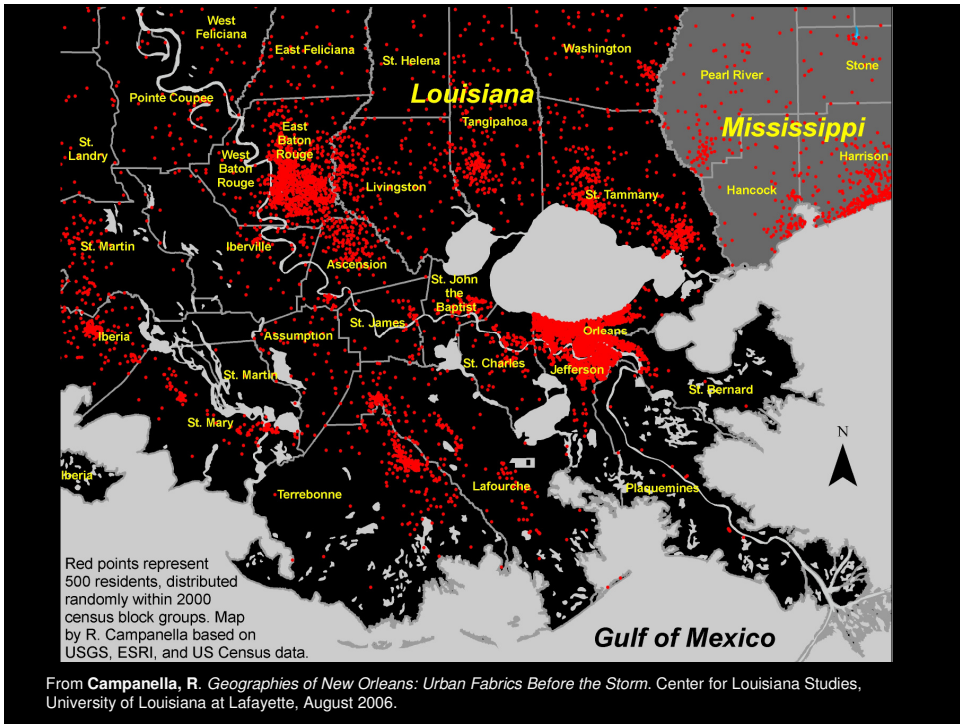 West
Feliciana
East Feliciana
St. Helena
Washington
Pearl River
Stone
Louisiana
Pointe Coupee
Tangipahoa
Mississippi
St.
Landry
East
Baton
Rouge
West
Baton
Rouge
Livingston
St. Tammany
Hancock
Harrison
St. Martin
Iberville
Ascension
St. John
the
Baptist
Iberia
Assumption
St. James
Orleans
St. Charles
Jefferson
St. Martin
St. Bernard
St. Mary
N
Iberia
Terrebonne
Lafourche
Plaquemines
Red points represent
500 residents, distributed
randomly within 2000
census block groups. Map
by R. Campanella based on
USGS, ESRI, and US Census data.
Gulf of Mexico
From Campanella, R. Geographies of New Orleans: Urban Fabrics Before the Storm. Center for Louisiana Studies,
University of Louisiana at Lafayette, August 2006.